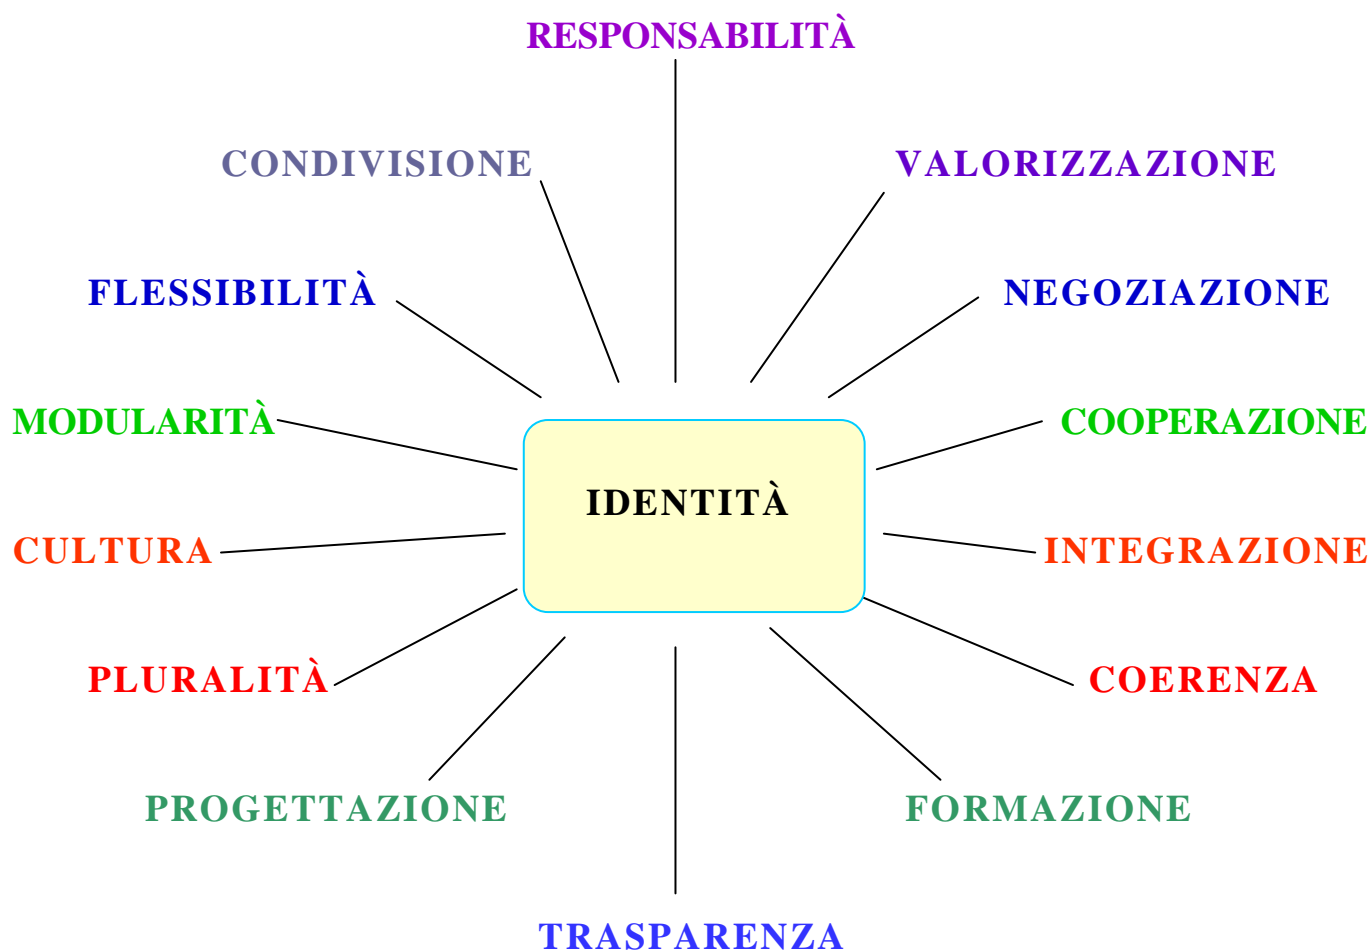 RESPONSABILITÀ
CONDIVISIONE
VALORIZZAZIONE
FLESSIBILITÀ
NEGOZIAZIONE
MODULARITÀ
COOPERAZIONE
IDENTITÀ
CULTURA
INTEGRAZIONE
PLURALITÀ
COERENZA
PROGETTAZIONE
FORMAZIONE
TRASPARENZA